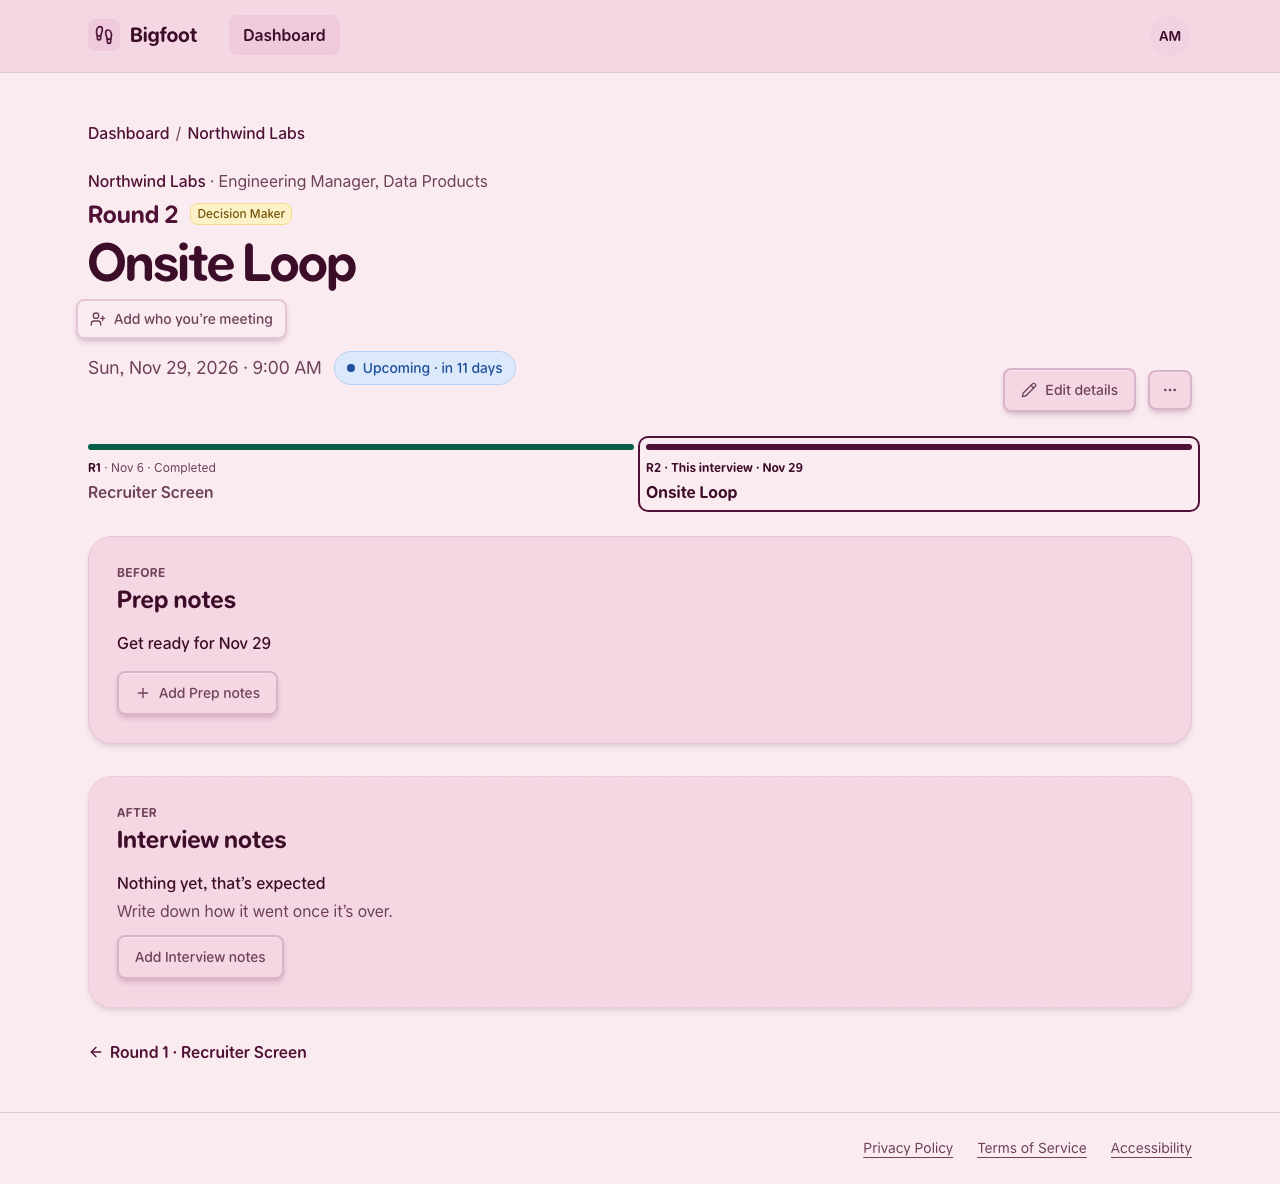 Bigfoot
Dashboard
AM
Dashboard / Northwind Labs
Northwind Labs · Engineering Manager, Data Products
Round 2
Decision Maker
Onsite Loop
Add who you’re meeting
Sun, Nov 29, 2026 · 9:00 AM
Upcoming · in 11 days
Edit details
R1 · Nov 6 · Completed
Recruiter Screen
R2 · This interview · Nov 29
Onsite Loop
BEFORE
Prep notes
Get ready for Nov 29
Add Prep notes
AFTER
Interview notes
Nothing yet, that’s expected
Write down how it went once it’s over.
Add Interview notes
← Round 1 · Recruiter Screen
Privacy Policy
Terms of Service
Accessibility